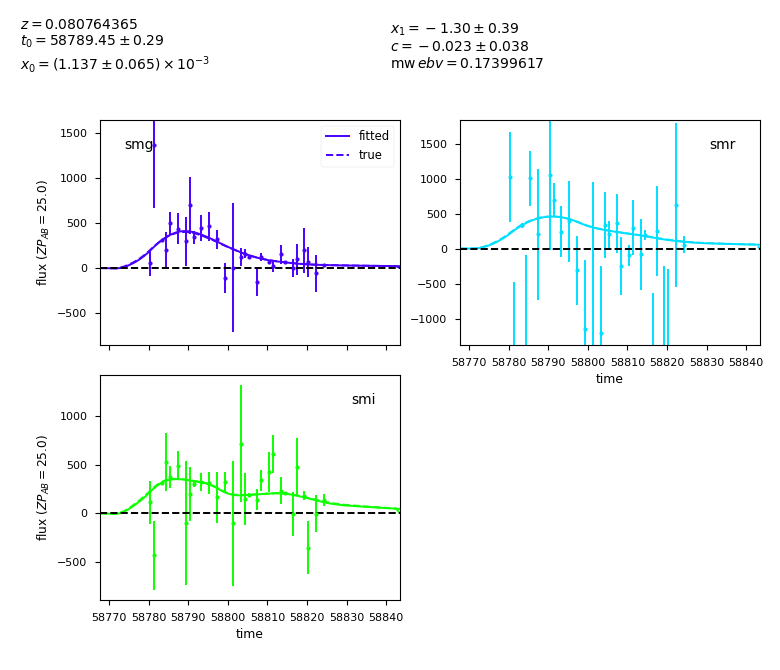 z = 0.080764365
t₀ = 58789.45 ± 0.29
x₀ = (1.137 ± 0.065) × 10⁻³
x₁ = −1.30 ± 0.39
c = −0.023 ± 0.038
mw ebv = 0.17399617
smg
fitted
true
1500
1000
500
0
−500
flux (ZP_AB = 25.0)
smr
1500
1000
500
0
−500
−1000
58770 58780 58790 58800 58810 58820 58830 58840
time
smi
1000
500
0
−500
flux (ZP_AB = 25.0)
58770 58780 58790 58800 58810 58820 58830 58840
time